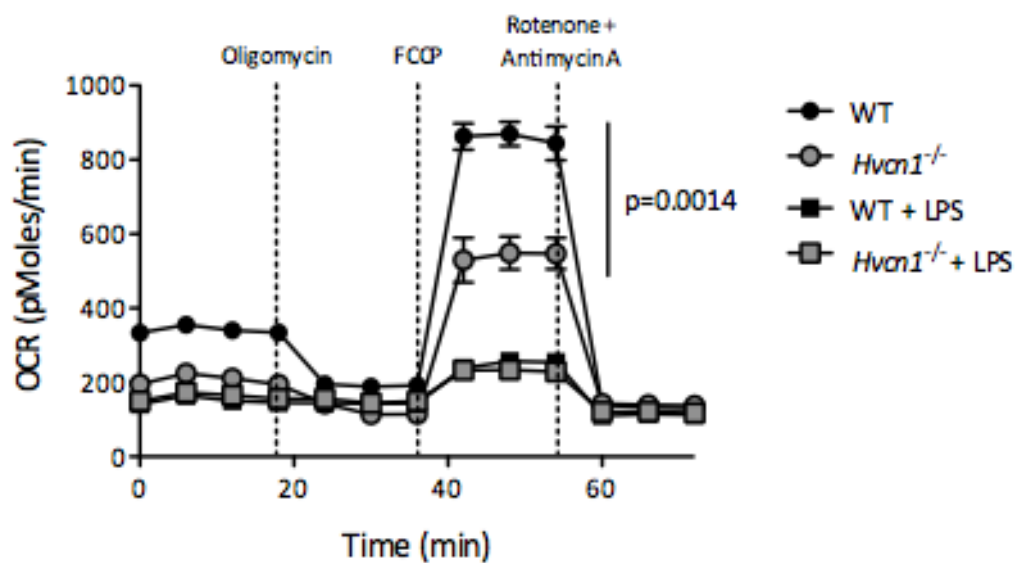 Rotenone +
Oligomycin FCCP Antimycin A
1000
800
600
400
200
0
0 20 40 60
OCR (pMoles/min)
Time (min)
p=0.0014
WT
Hvcn1-/-
WT + LPS
Hvcn1-/- + LPS